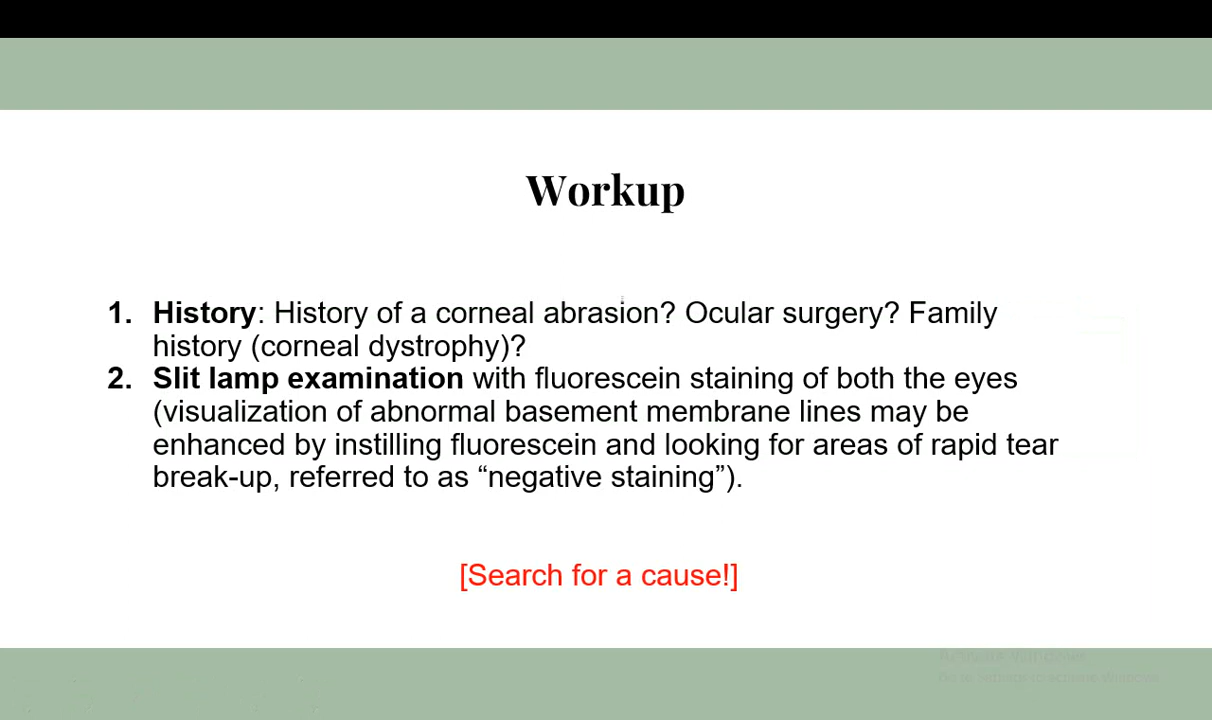 Workup
1. History: History of a corneal abrasion? Ocular surgery? Family
history (corneal dystrophy)?
2. Slit lamp examination with fluorescein staining of both the eyes
(visualization of abnormal basement membrane lines may be
enhanced by instilling fluorescein and looking for areas of rapid tear
break-up, referred to as “negative staining”).
[Search for a cause!]